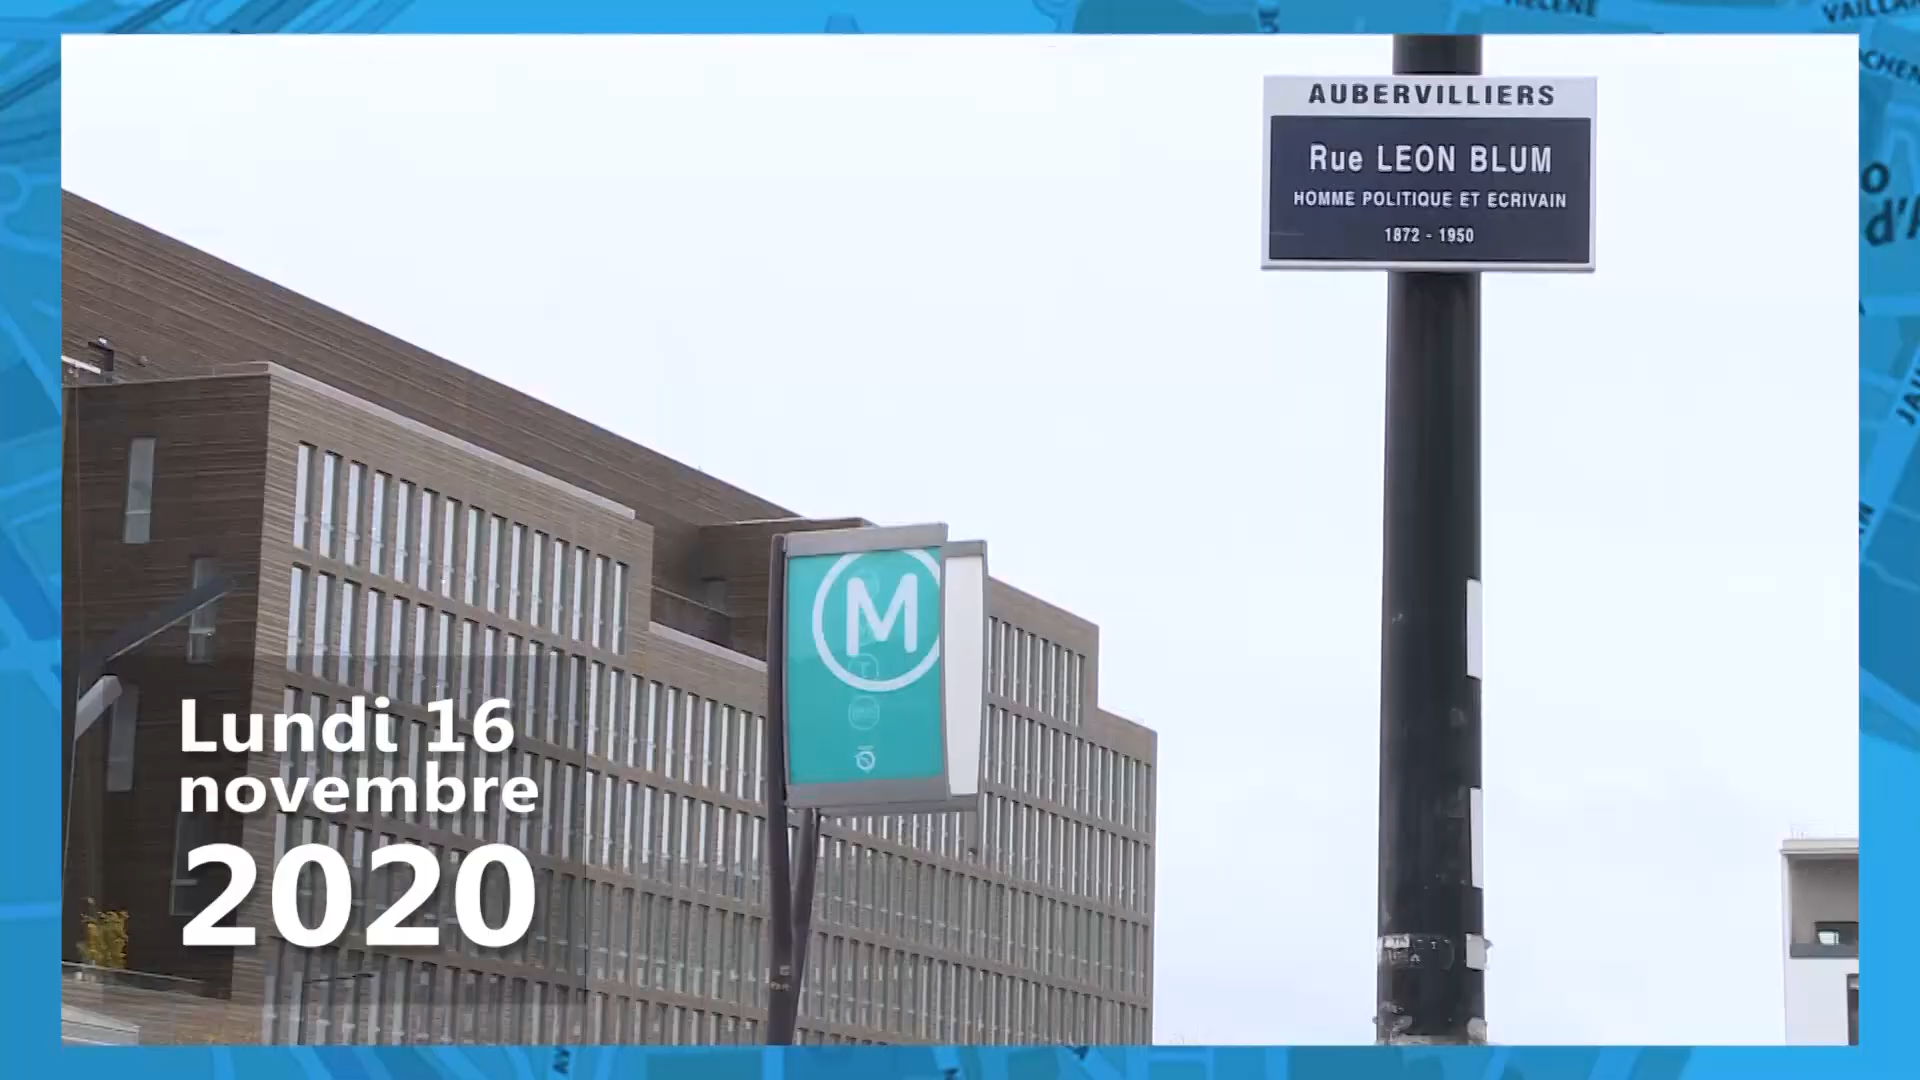 AUBERVILLIERS
Rue LEON BLUM
HOMME POLITIQUE ET ECRIVAIN
1872 - 1950
M
Lundi 16
novembre
2020
d'A